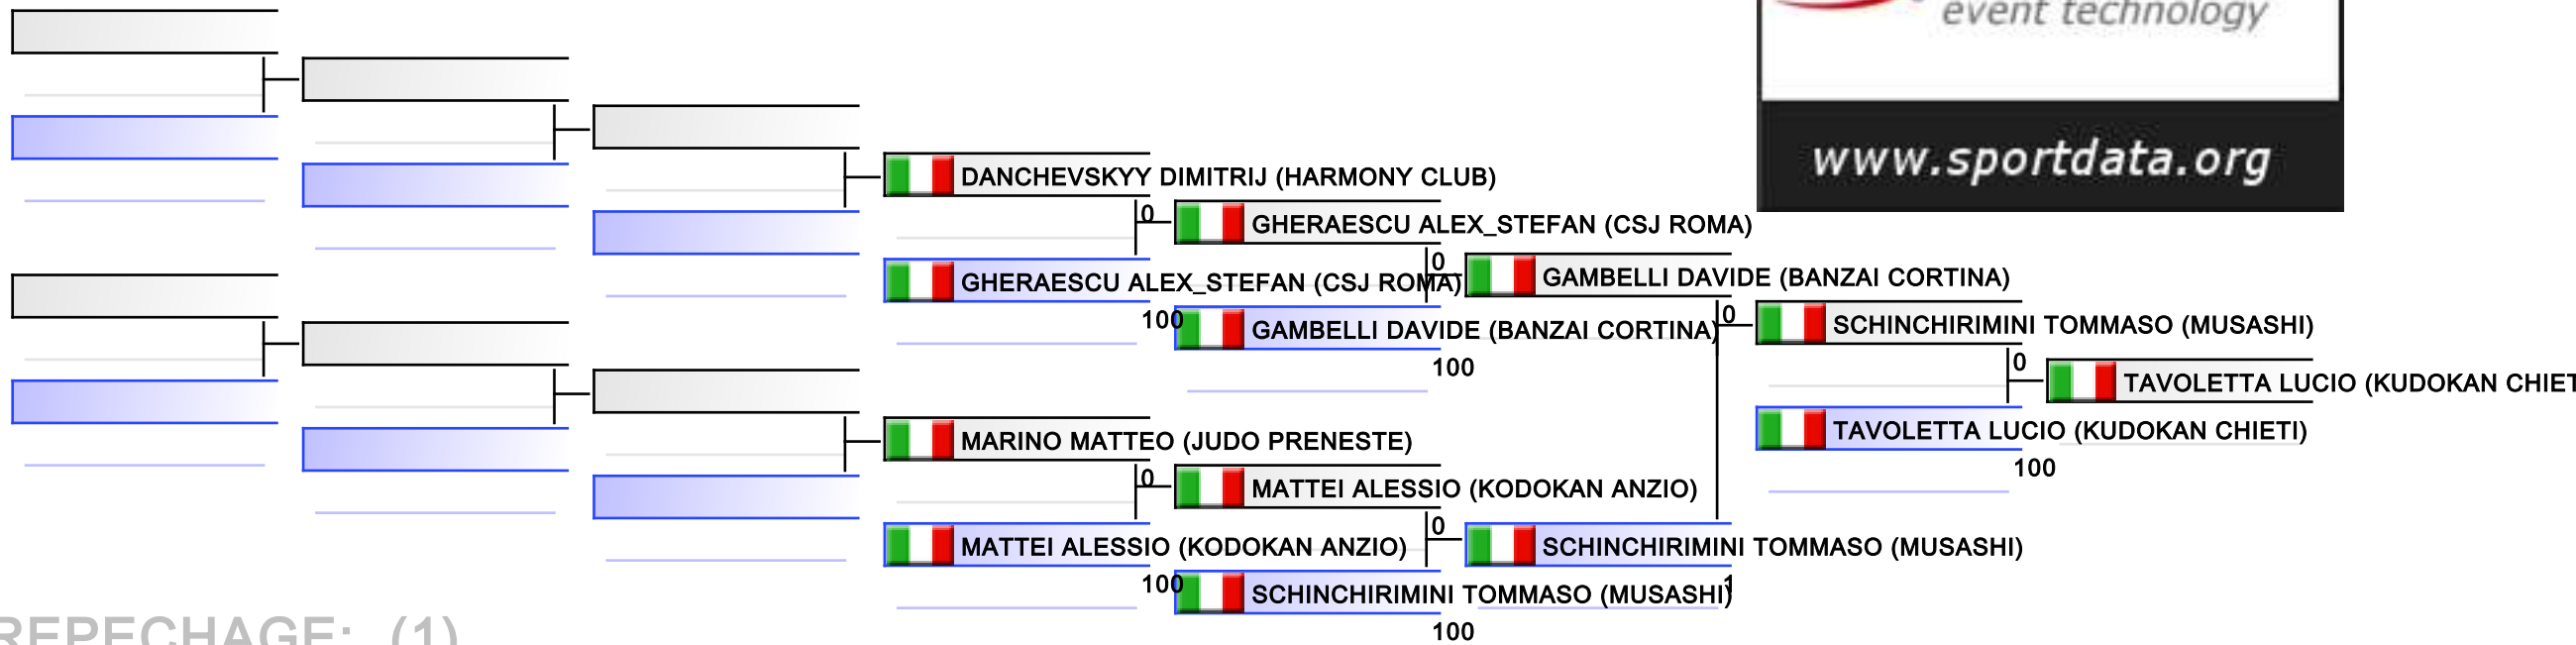 event technology
www.sportdata.org
DANCHEVSKYY DIMITRIJ (HARMONY CLUB)
0
GHERAESCU ALEX_STEFAN (CSJ ROMA)
0
GHERAESCU ALEX_STEFAN (CSJ ROMA)
GAMBELLI DAVIDE (BANZAI CORTINA)
100
GAMBELLI DAVIDE (BANZAI CORTINA)
0
SCHINCHIRIMINI TOMMASO (MUSASHI)
100
0
TAVOLETTA LUCIO (KUDOKAN CHIET
TAVOLETTA LUCIO (KUDOKAN CHIETI)
100
MARINO MATTEO (JUDO PRENESTE)
0
MATTEI ALESSIO (KODOKAN ANZIO)
0
MATTEI ALESSIO (KODOKAN ANZIO)
SCHINCHIRIMINI TOMMASO (MUSASHI)
100
SCHINCHIRIMINI TOMMASO (MUSASHI)
1
100
REPECHAGE: (1)